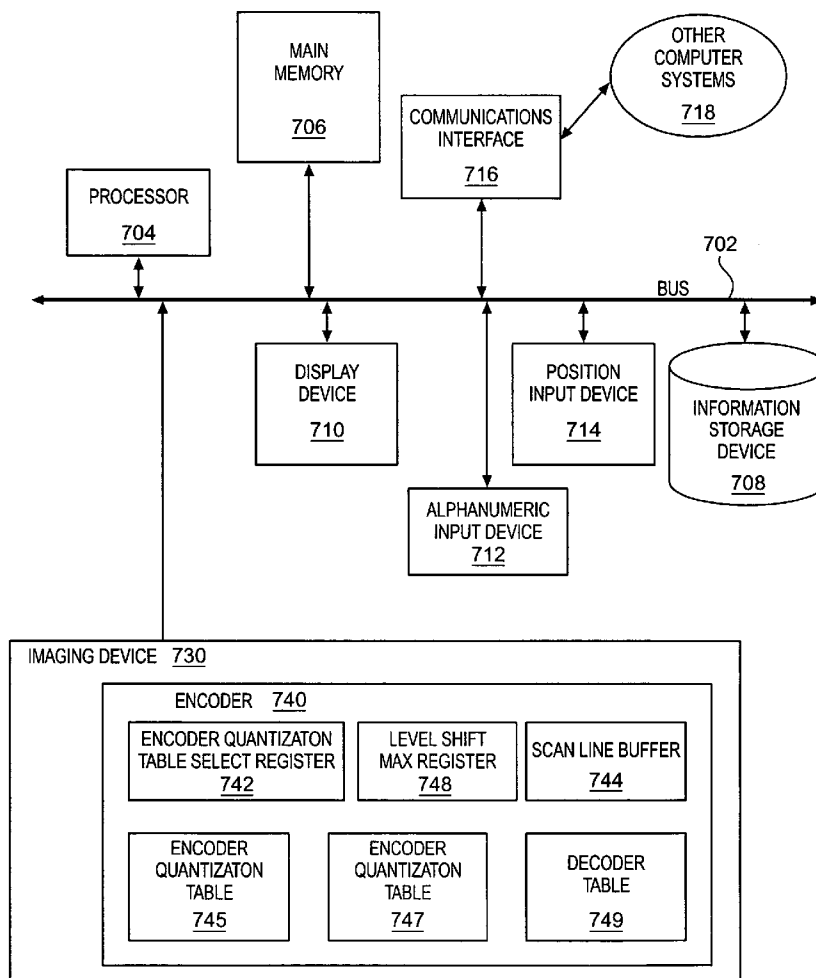 MAIN
MEMORY
706
OTHER
COMPUTER
SYSTEMS
718
COMMUNICATIONS
INTERFACE
716
PROCESSOR
704
702
BUS
DISPLAY
DEVICE
710
POSITION
INPUT DEVICE
714
INFORMATION
STORAGE
DEVICE
708
ALPHANUMERIC
INPUT DEVICE
712
IMAGING DEVICE 730
ENCODER 740
ENCODER QUANTIZATON
TABLE SELECT REGISTER
742
LEVEL SHIFT
MAX REGISTER
748
SCAN LINE BUFFER
744
ENCODER
QUANTIZATON
TABLE
745
ENCODER
QUANTIZATON
TABLE
747
DECODER
TABLE
749